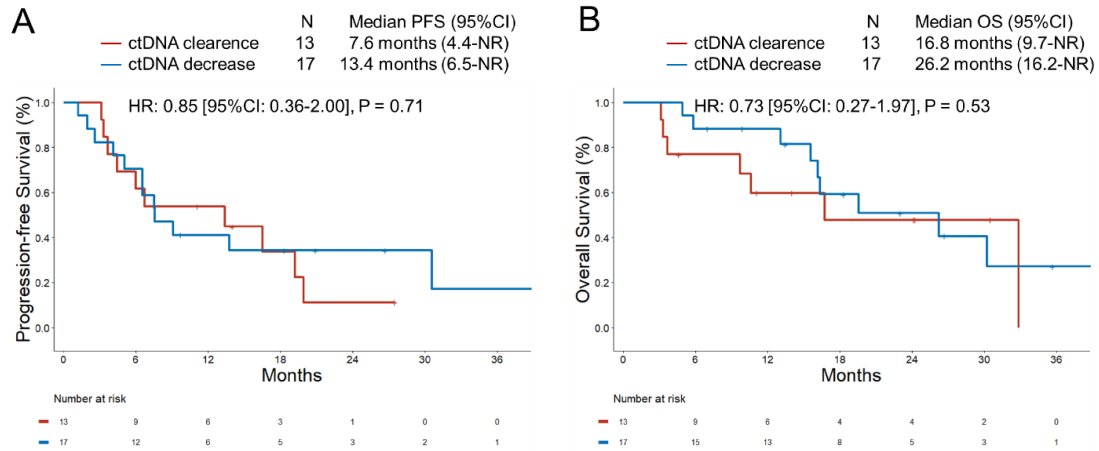 A
N Median PFS (95%CI)
ctDNA clearence 13 7.6 months (4.4-NR)
ctDNA decrease 17 13.4 months (6.5-NR)
HR: 0.85 [95%CI: 0.36-2.00], P = 0.71
Progression-free Survival (%)
1.0
0.8
0.6
0.4
0.2
0.0
0 6 12 18 24 30 36
Months
Number at risk
13 9 6 3 1 0 0
17 12 6 5 3 2 1
B
N Median OS (95%CI)
ctDNA clearence 13 16.8 months (9.7-NR)
ctDNA decrease 17 26.2 months (16.2-NR)
HR: 0.73 [95%CI: 0.27-1.97], P = 0.53
Overall Survival (%)
1.0
0.8
0.6
0.4
0.2
0.0
0 6 12 18 24 30 36
Months
Number at risk
13 9 6 4 4 2 0
17 15 13 8 5 3 1